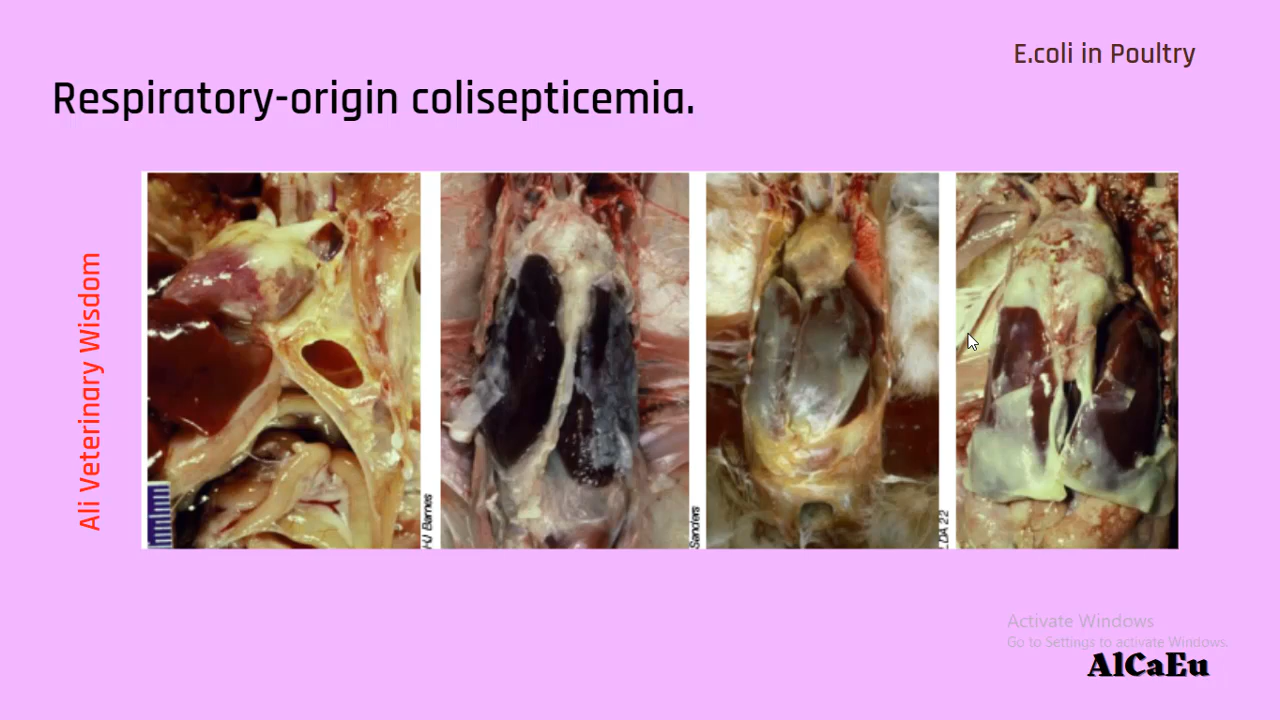 E.coli in Poultry
Respiratory-origin colisepticemia.
Ali Veterinary Wisdom
HJ Barnes
Sanders
LDA 22
Activate Windows
Go to Settings to activate Windows.
AlCaEu